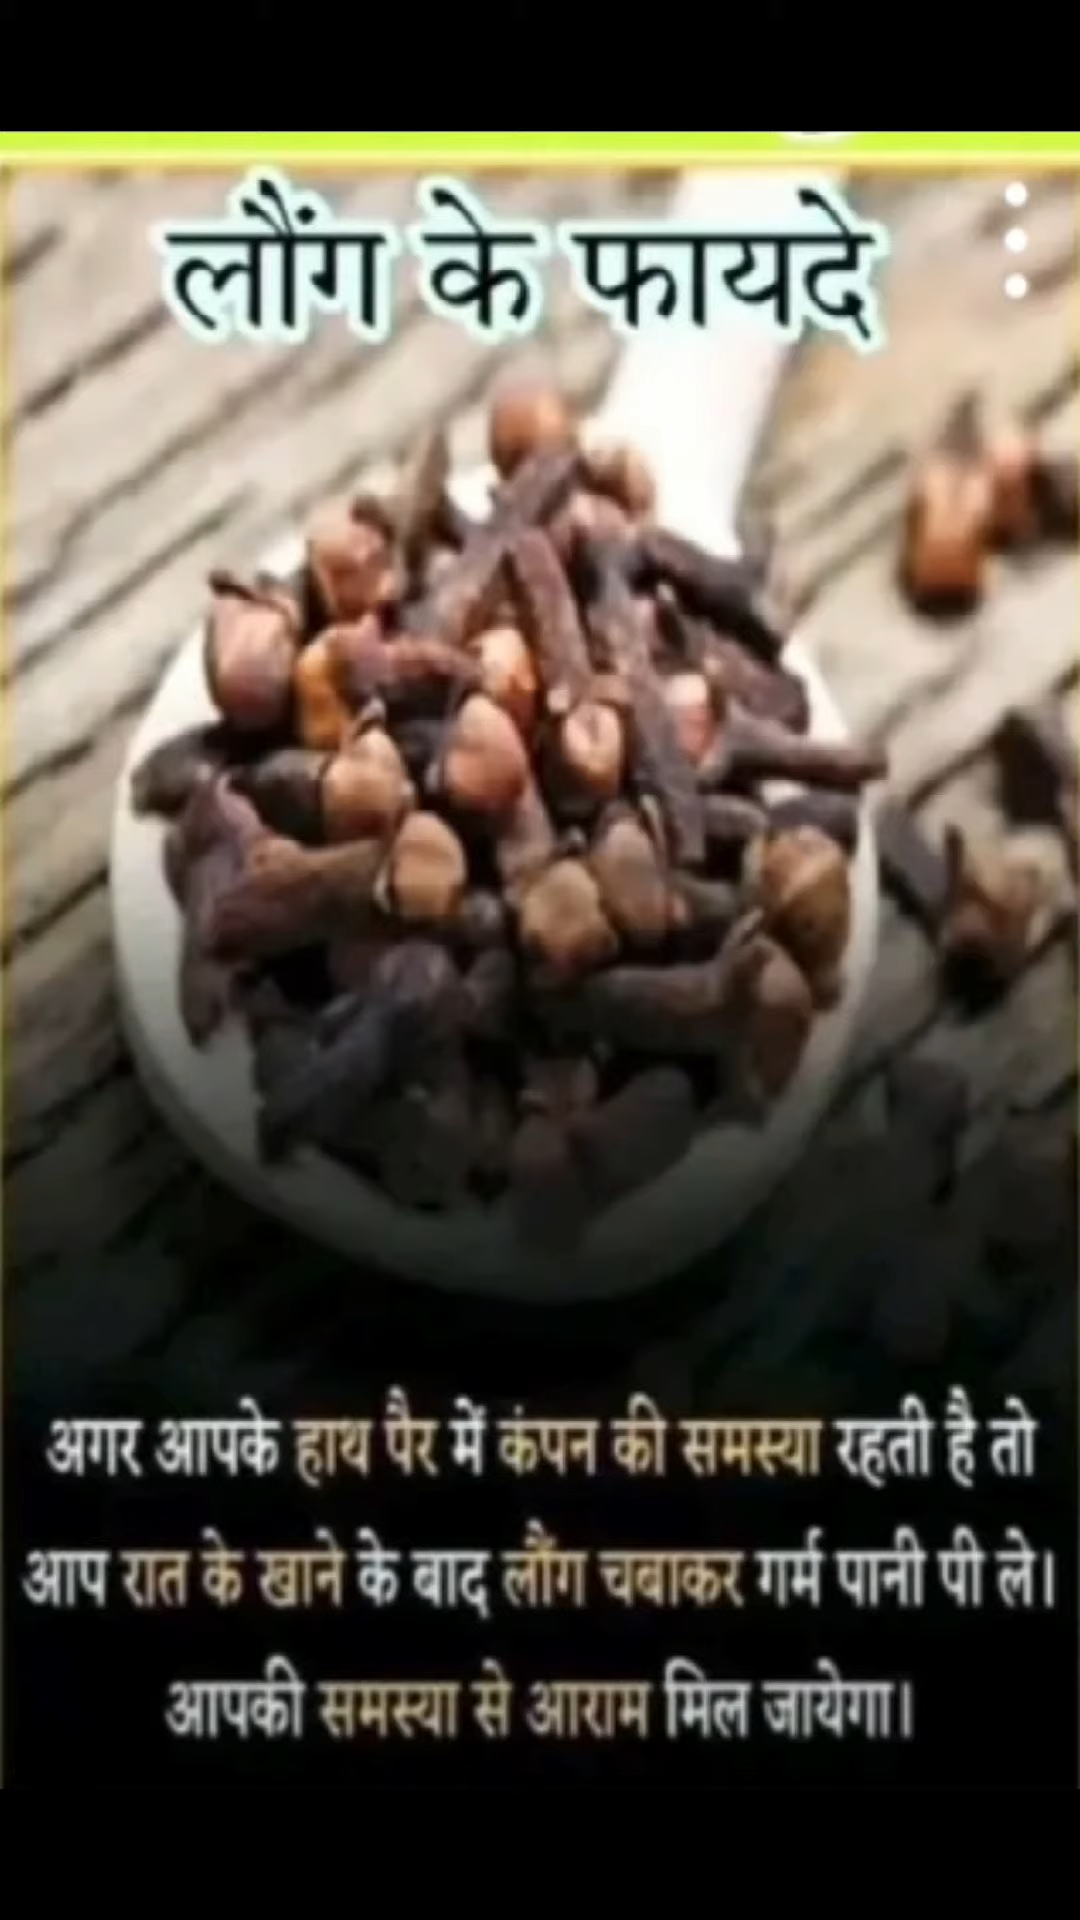 लौंग के फायदे
अगर आपके हाथ पैर में कंपन की समस्या रहती है तो
आप रात के खाने के बाद लौंग चबाकर गर्म पानी पी ले।
आपकी समस्या से आराम मिल जायेगा।